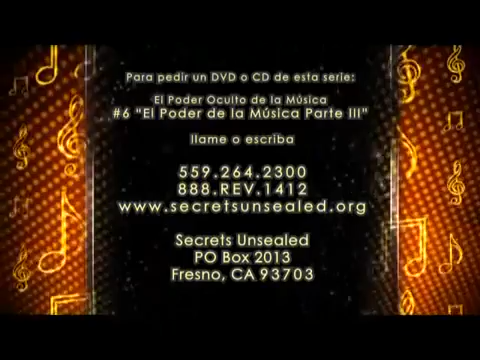 Para pedir un DVD o CD de esta serie:
El Poder Oculto de la Música
#6 “El Poder de la Música Parte III”
llame o escriba
559.264.2300
888.REV.1412
www.secretsunsealed.org
Secrets Unsealed
PO Box 2013
Fresno, CA 93703